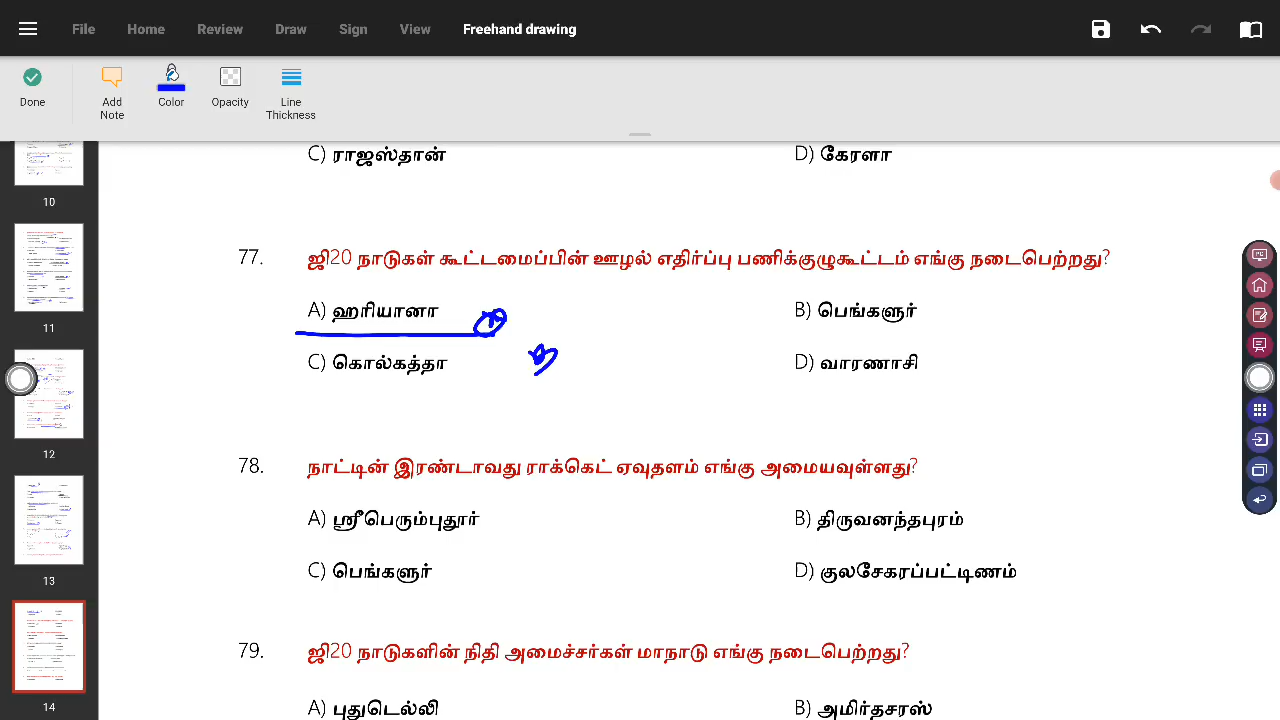 File Home Review Draw Sign View Freehand drawing
Done
Add Note
Color
Opacity
Line Thickness
10
11
12
13
14
C) ராஜஸ்தான் D) கேரளா
77. ஜி20 நாடுகள் கூட்டமைப்பின் ஊழல் எதிர்ப்பு பணிக்குழுகூட்டம் எங்கு நடைபெற்றது?
A) ஹரியானா B) பெங்களுர்
C) கொல்கத்தா D) வாரணாசி
78. நாட்டின் இரண்டாவது ராக்கெட் ஏவுதளம் எங்கு அமையவுள்ளது?
A) ஸ்ரீபெரும்புதூர் B) திருவனந்தபுரம்
C) பெங்களுர் D) குலசேகரப்பட்டிணம்
79. ஜி20 நாடுகளின் நிதி அமைச்சர்கள் மாநாடு எங்கு நடைபெற்றது?
A) புதுடெல்லி B) அமிர்தசரஸ்